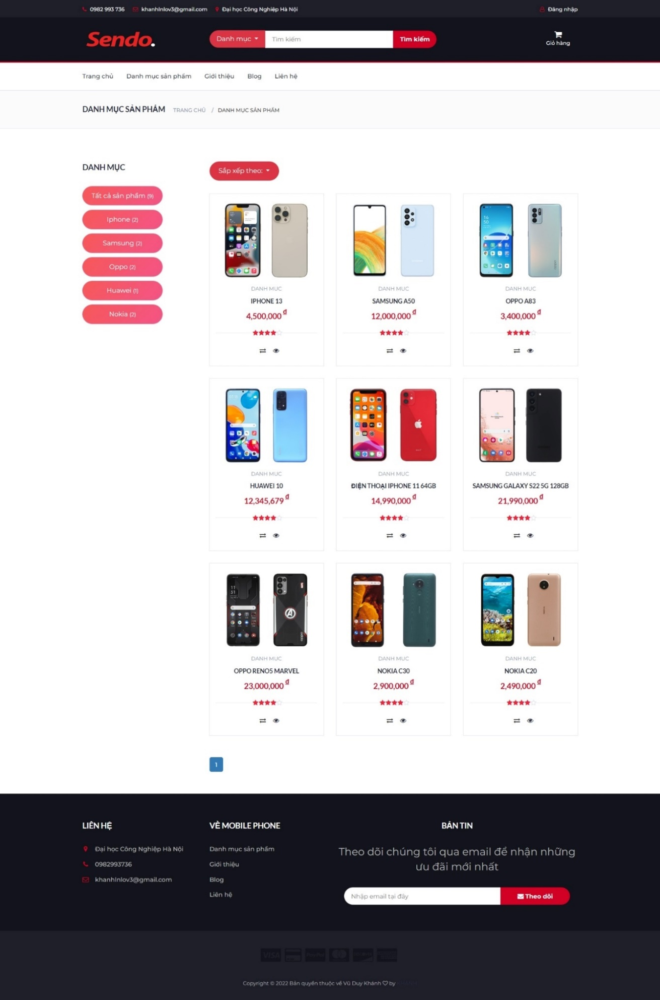 0982 993 736 khanhlnlov3@gmail.com Đại học Công Nghiệp Hà Nội Đăng nhập
Sendo. Danh mục Tìm kiếm Tìm kiếm Giỏ hàng
Trang chủ Danh mục sản phẩm Giới thiệu Blog Liên hệ
DANH MỤC SẢN PHẨM TRANG CHỦ / DANH MỤC SẢN PHẨM
DANH MỤC
Tất cả sản phẩm (9)
Iphone (2)
Samsung (2)
Oppo (2)
Huawei (1)
Nokia (2)
Sắp xếp theo:
DANH MUC DANH MUC DANH MUC
IPHONE 13 SAMSUNG A50 OPPO A83
4,500,000 đ 12,000,000 đ 3,400,000 đ
DANH MUC DANH MUC DANH MUC
HUAWEI 10 ĐIỆN THOẠI IPHONE 11 64GB SAMSUNG GALAXY S22 5G 128GB
12,345,679 đ 14,990,000 đ 21,990,000 đ
DANH MUC DANH MUC DANH MUC
OPPO RENO5 MARVEL NOKIA C30 NOKIA C20
23,000,000 đ 2,900,000 đ 2,490,000 đ
1
LIÊN HỆ
Đại học Công Nghiệp Hà Nội
0982993736
khanhlnlov3@gmail.com
VỀ MOBILE PHONE
Danh mục sản phẩm
Giới thiệu
Blog
Liên hệ
BẢN TIN
Theo dõi chúng tôi qua email để nhận những
ưu đãi mới nhất
Nhập email tại đây Theo dõi
VISA PayPal
Copyright © 2022 Bản quyền thuộc về Vũ Duy Khánh by